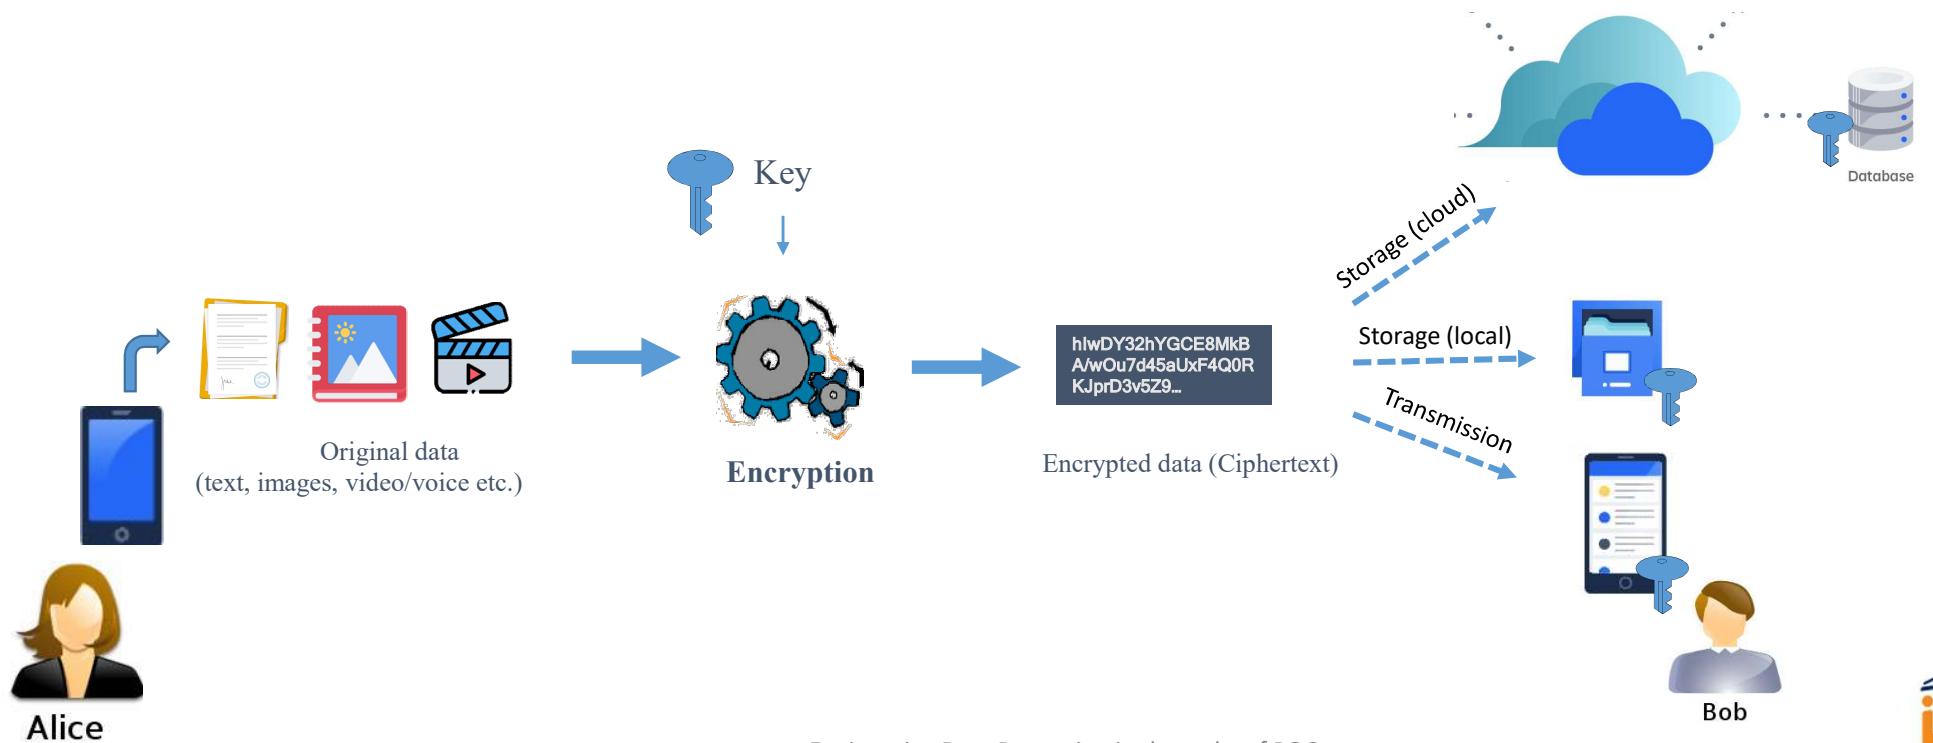 Key
Database
Storage (cloud)
Storage (local)
Transmission
hIwDY32hYGCE8MkB
A/wOu7d45aUxF4Q0R
KJprD3v5Z9...
Original data
(text, images, video/voice etc.)
Encryption
Encrypted data (Ciphertext)
Alice
Bob